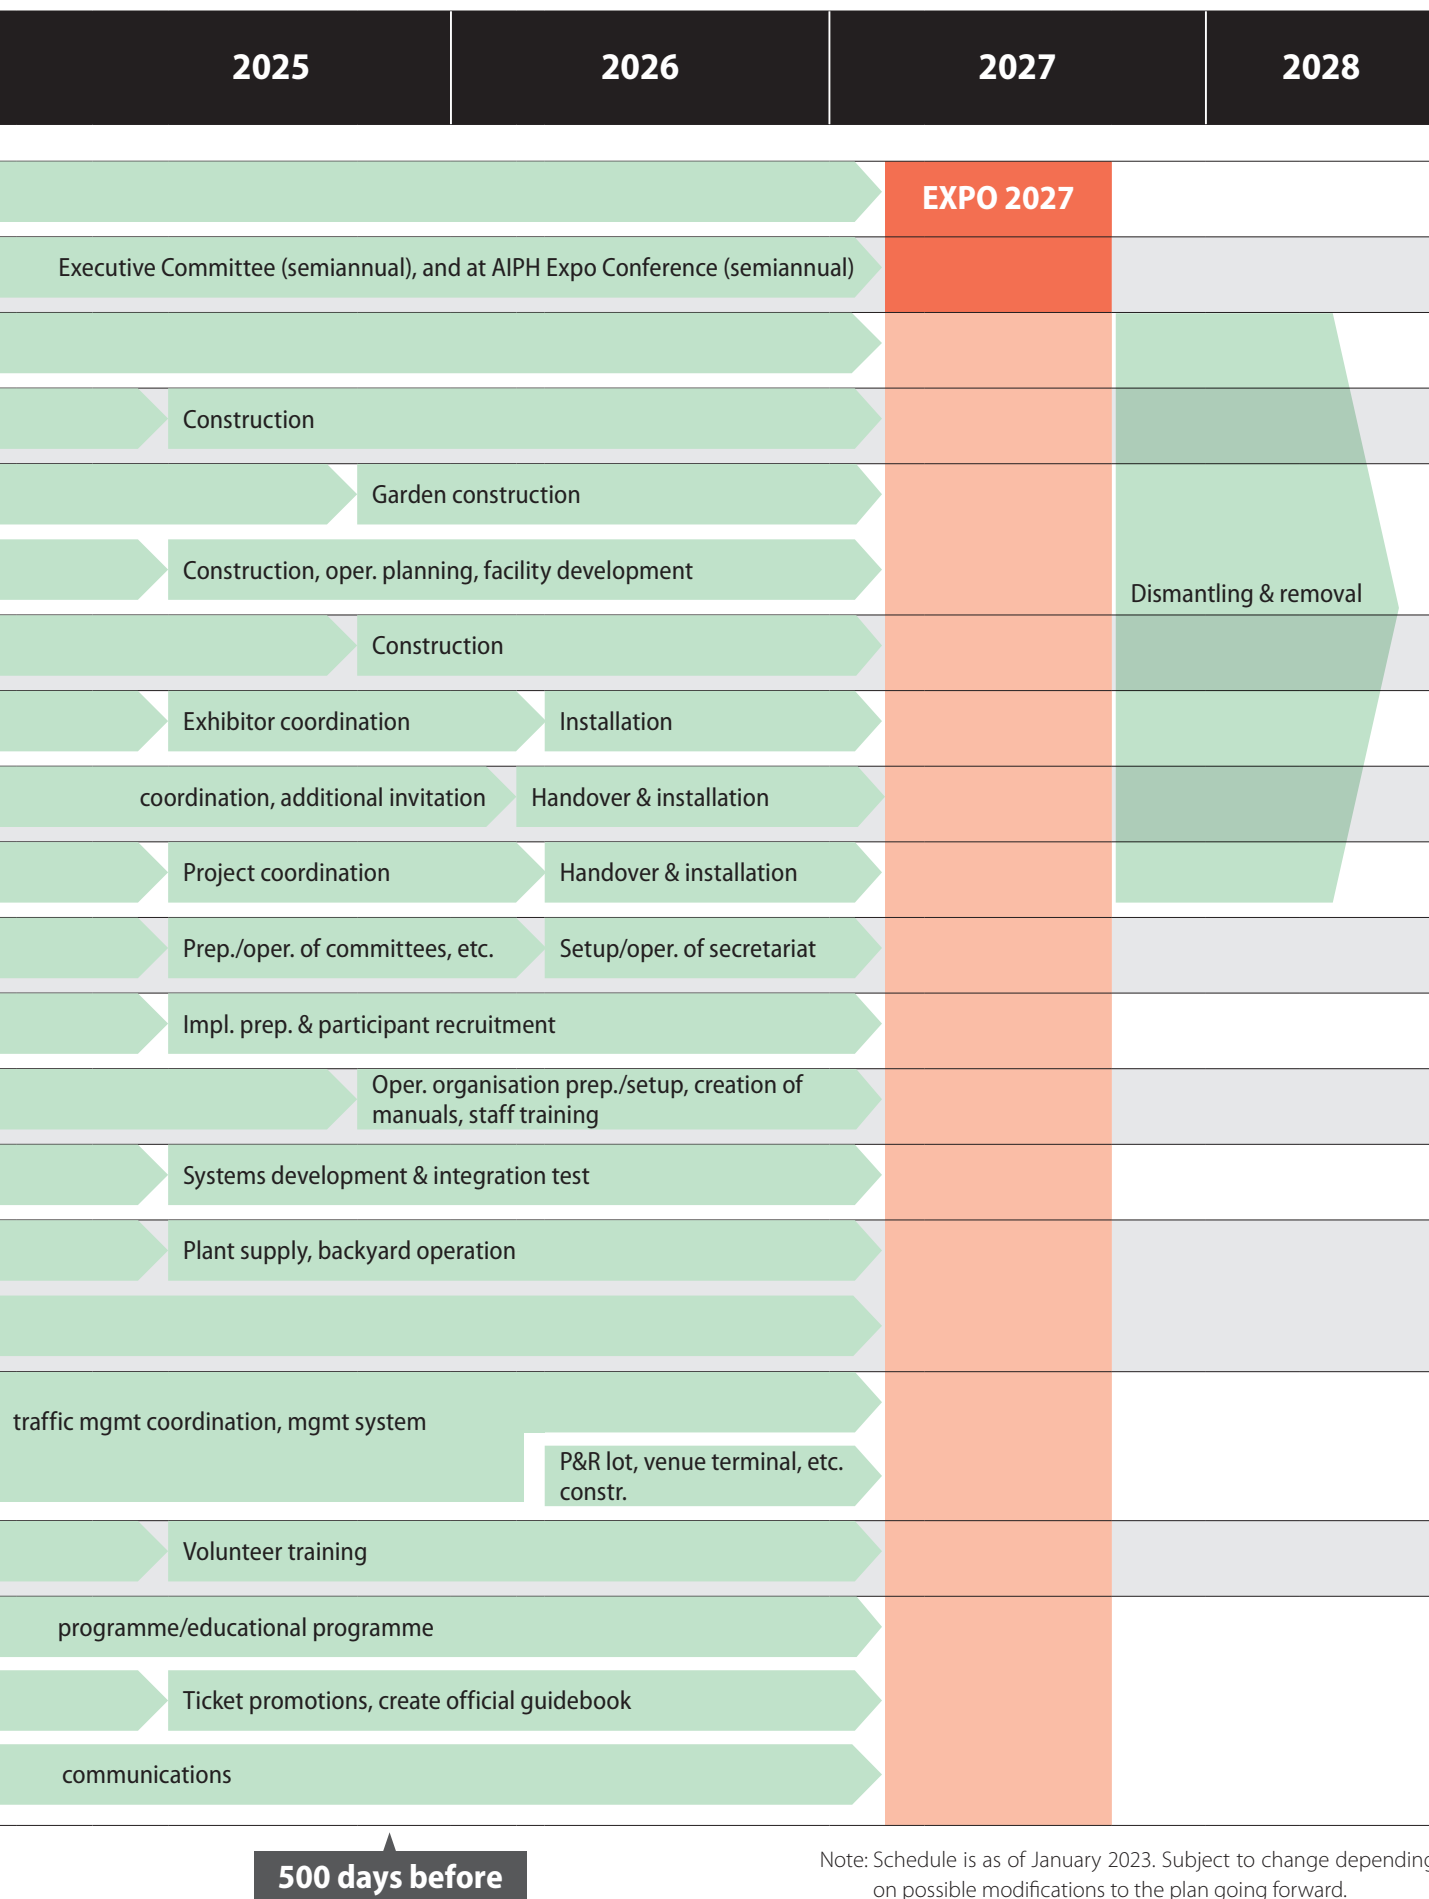 2025 2026 2027 2028
EXPO 2027
Executive Committee (semiannual), and at AIPH Expo Conference (semiannual)
Construction
Garden construction
Construction, oper. planning, facility development
Dismantling & removal
Construction
Exhibitor coordination Installation
coordination, additional invitation Handover & installation
Project coordination Handover & installation
Prep./oper. of committees, etc. Setup/oper. of secretariat
Impl. prep. & participant recruitment
Oper. organisation prep./setup, creation of
manuals, staff training
Systems development & integration test
Plant supply, backyard operation
traffic mgmt coordination, mgmt system
P&R lot, venue terminal, etc.
constr.
Volunteer training
programme/educational programme
Ticket promotions, create official guidebook
communications
500 days before
Note: Schedule is as of January 2023. Subject to change depending
on possible modifications to the plan going forward.